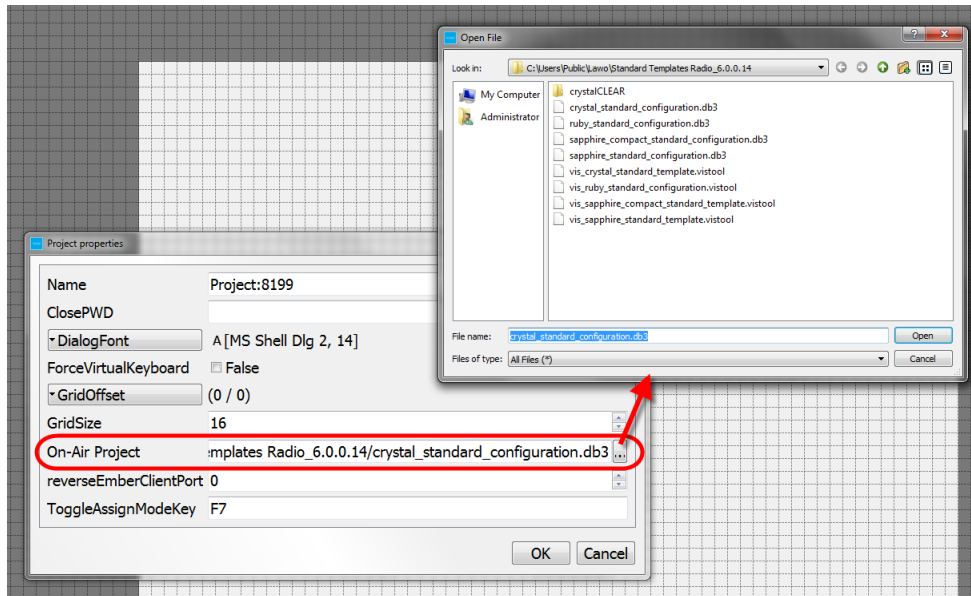 Open File
Look in: C:\Users\Public\Lawo\Standard Templates Radio_6.0.0.14
My Computer
Administrator
crystalCLEAR
crystal_standard_configuration.db3
ruby_standard_configuration.db3
sapphire_compact_standard_configuration.db3
sapphire_standard_configuration.db3
vis_crystal_standard_template.vistool
vis_ruby_standard_configuration.vistool
vis_sapphire_compact_standard_template.vistool
vis_sapphire_standard_template.vistool
File name: crystal_standard_configuration.db3 Open
Files of type: All Files (*) Cancel
Project properties
Name Project:8199
ClosePWD
DialogFont A [MS Shell Dlg 2, 14]
ForceVirtualKeyboard False
GridOffset (0 / 0)
GridSize 16
On-Air Project emplates Radio_6.0.0.14/crystal_standard_configuration.db3 ...
reverseEmberClientPort 0
ToggleAssignModeKey F7
OK Cancel